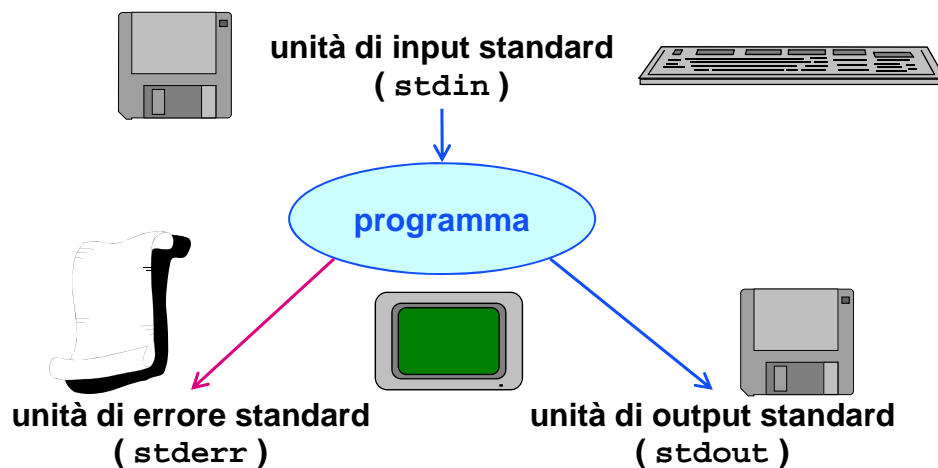 unità di input standard
( stdin )
programma
unità di errore standard
( stderr )
unità di output standard
( stdout )